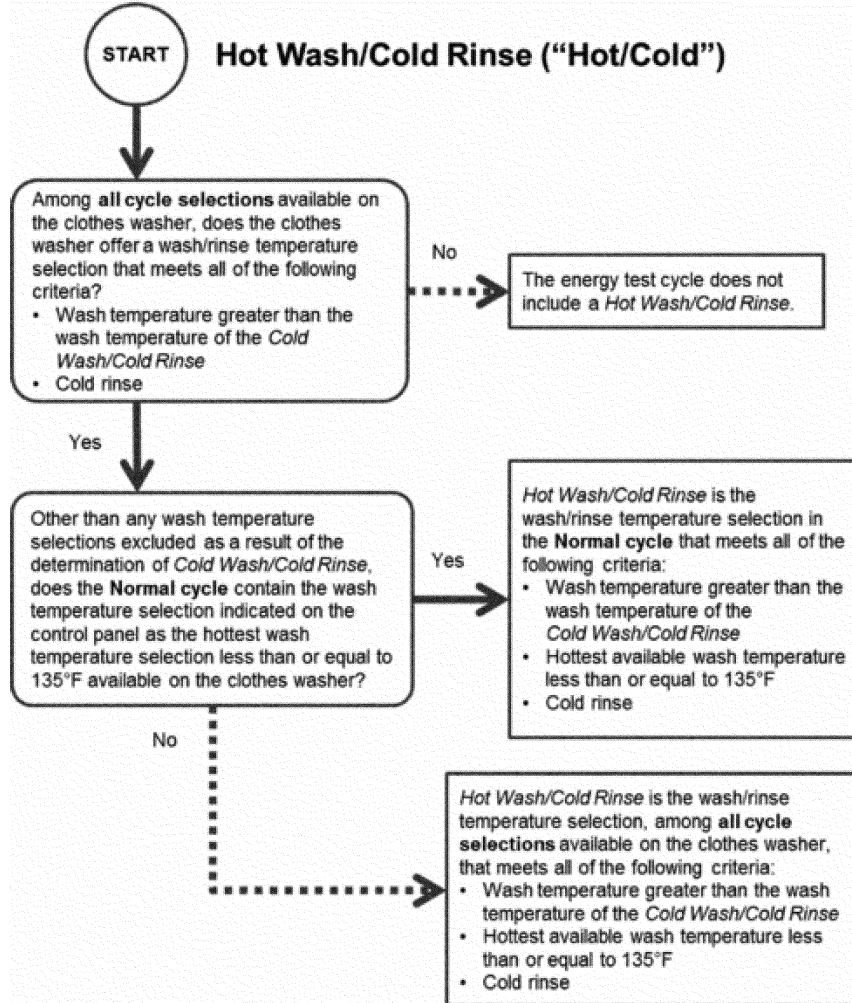 START
Hot Wash/Cold Rinse (“Hot/Cold”)
Among all cycle selections available on
the clothes washer, does the clothes
washer offer a wash/rinse temperature
selection that meets all of the following
criteria?
• Wash temperature greater than the
wash temperature of the Cold
Wash/Cold Rinse
• Cold rinse
No
The energy test cycle does not
include a Hot Wash/Cold Rinse.
Yes
Other than any wash temperature
selections excluded as a result of the
determination of Cold Wash/Cold Rinse,
does the Normal cycle contain the wash
temperature selection indicated on the
control panel as the hottest wash
temperature selection less than or equal to
135°F available on the clothes washer?
Yes
Hot Wash/Cold Rinse is the
wash/rinse temperature selection in
the Normal cycle that meets all of the
following criteria:
• Wash temperature greater than the
wash temperature of the
Cold Wash/Cold Rinse
• Hottest available wash temperature
less than or equal to 135°F
• Cold rinse
No
Hot Wash/Cold Rinse is the wash/rinse
temperature selection, among all cycle
selections available on the clothes washer,
that meets all of the following criteria:
• Wash temperature greater than the wash
temperature of the Cold Wash/Cold Rinse
• Hottest available wash temperature less
than or equal to 135°F
• Cold rinse